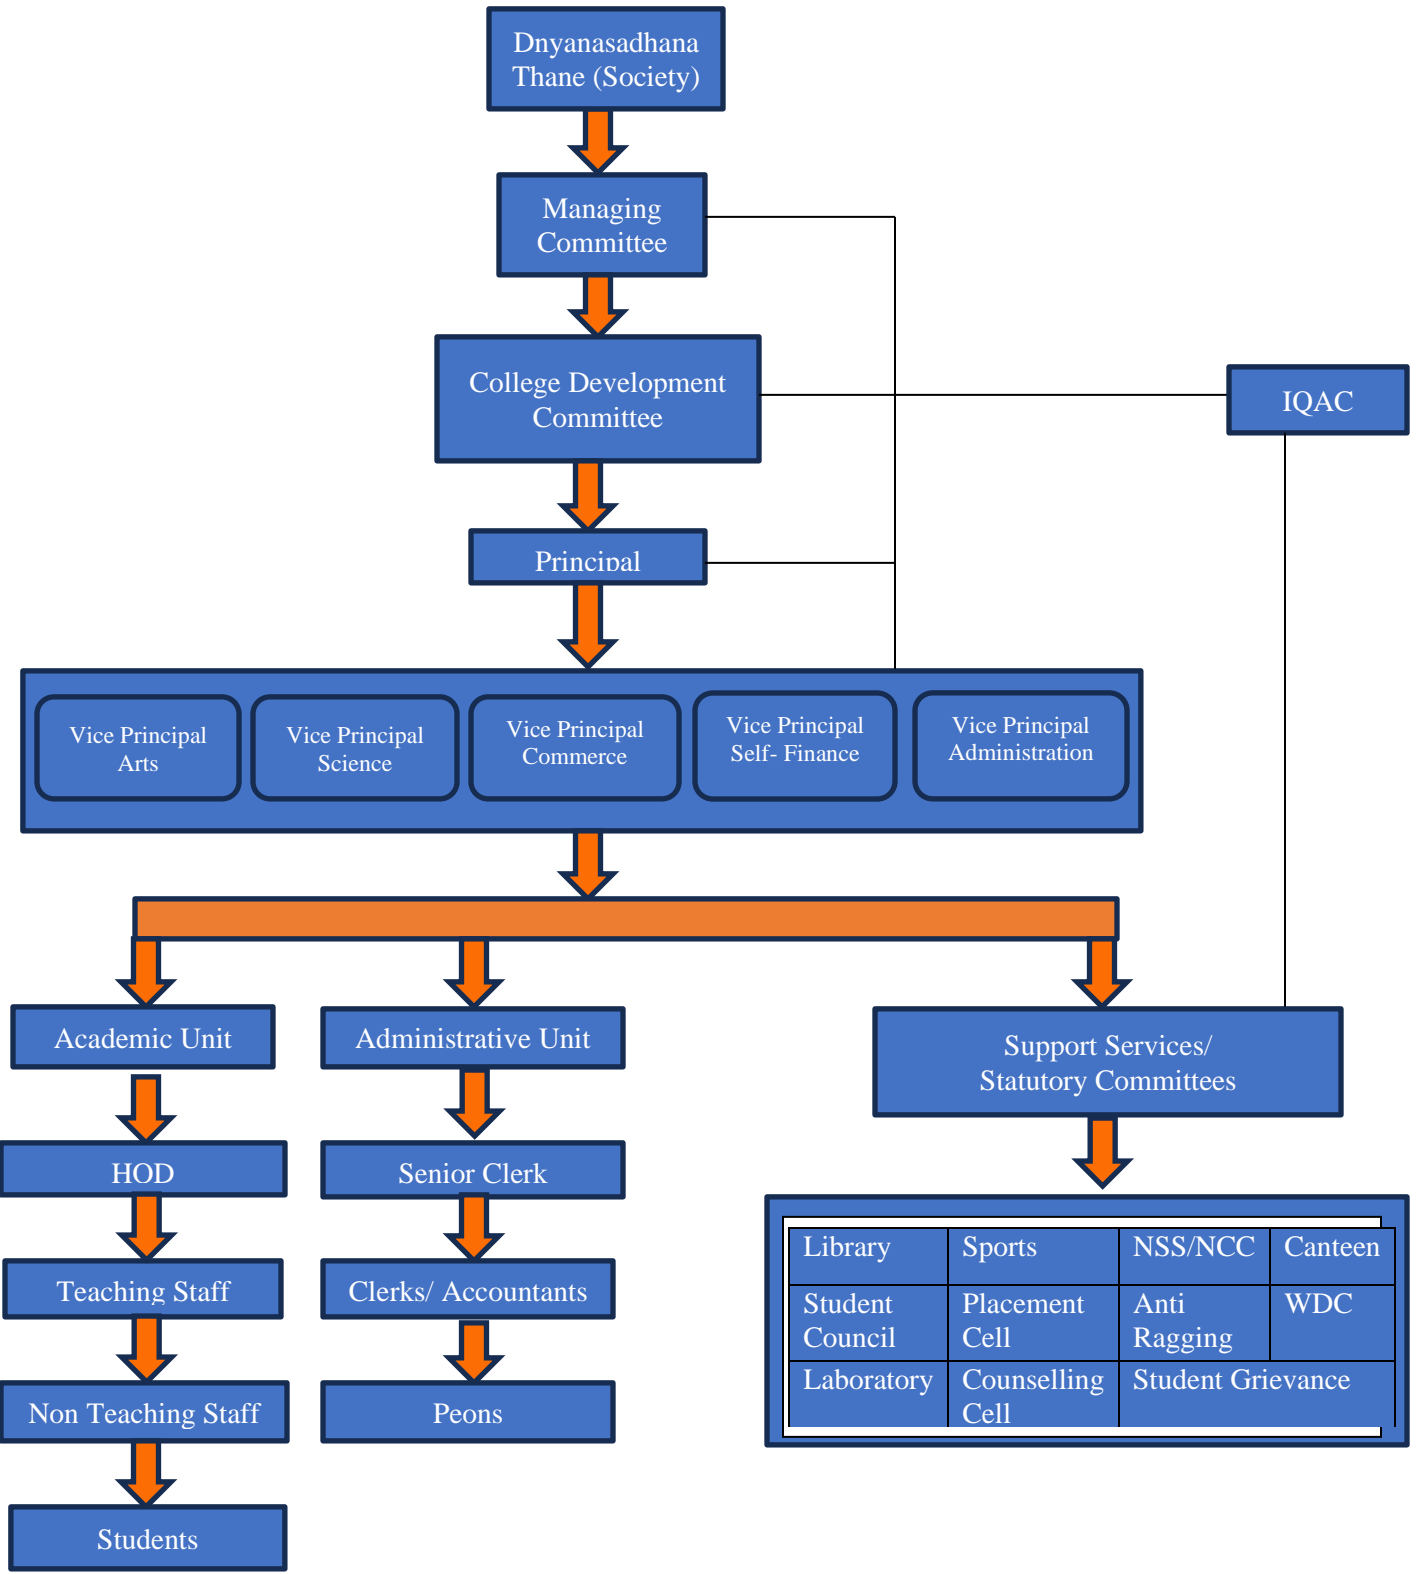 Dnyanasadhana
Thane (Society)
Managing
Committee
College Development
Committee
IQAC
Principal
Vice Principal
Arts
Vice Principal
Science
Vice Principal
Commerce
Vice Principal
Self- Finance
Vice Principal
Administration
Academic Unit
Administrative Unit
Support Services/
Statutory Committees
HOD
Senior Clerk
Teaching Staff
Clerks/ Accountants
Non Teaching Staff
Peons
Students
Library
Sports
NSS/NCC
Canteen
Student
Council
Placement
Cell
Anti
Ragging
WDC
Laboratory
Counselling
Cell
Student Grievance